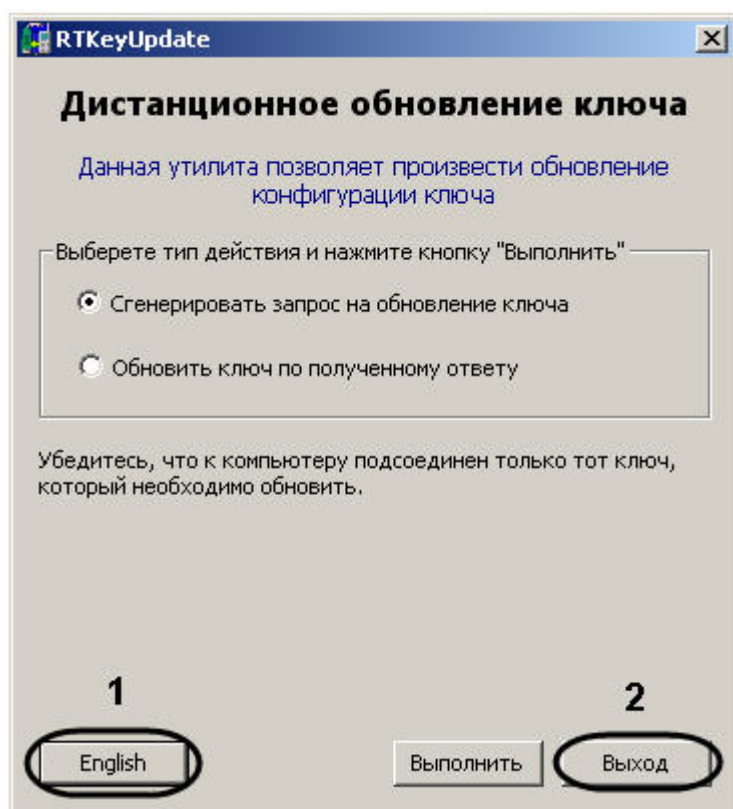 RTKeyUpdate
Дистанционное обновление ключа
Данная утилита позволяет произвести обновление
конфигурации ключа
Выберете тип действия и нажмите кнопку "Выполнить"
Сгенерировать запрос на обновление ключа
Обновить ключ по полученному ответу
Убедитесь, что к компьютеру подсоединен только тот ключ,
который необходимо обновить.
1
2
English
Выполнить
Выход